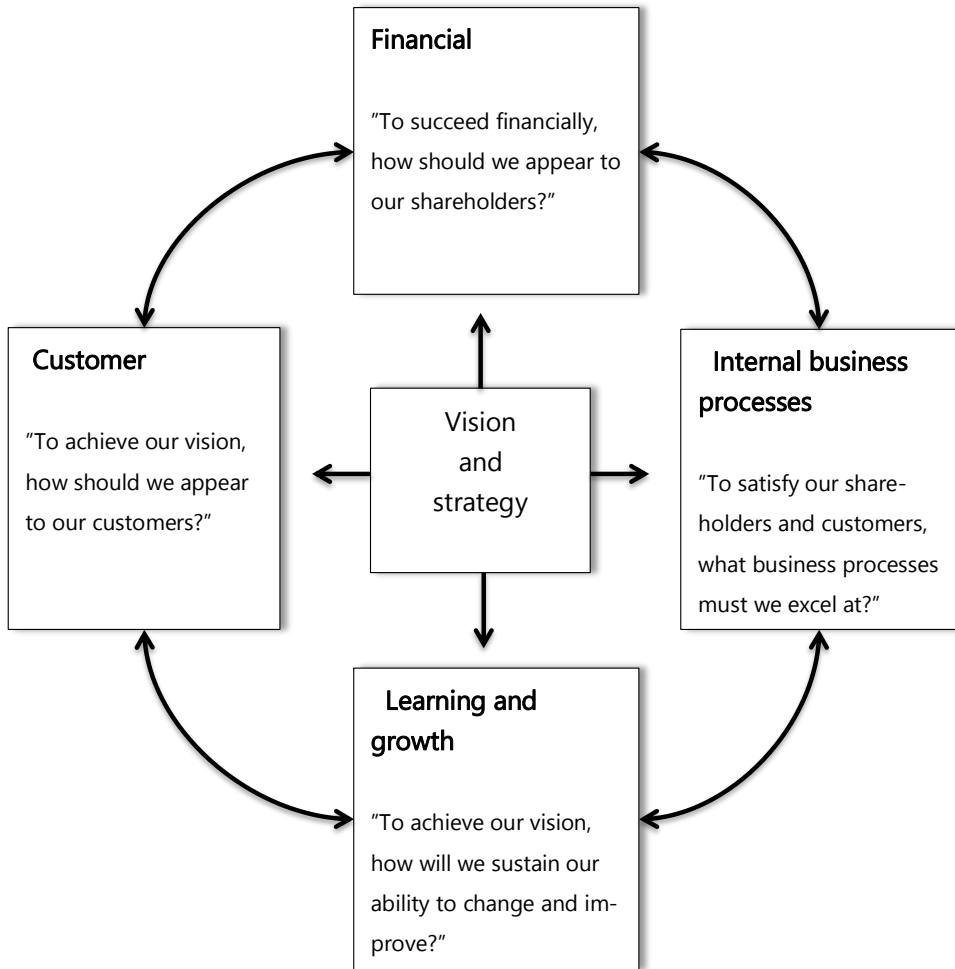 Financial
"To succeed financially,
how should we appear to
our shareholders?"
Customer
"To achieve our vision,
how should we appear
to our customers?"
Vision
and
strategy
Internal business
processes
"To satisfy our share-
holders and customers,
what business processes
must we excel at?"
Learning and
growth
"To achieve our vision,
how will we sustain our
ability to change and im-
prove?"